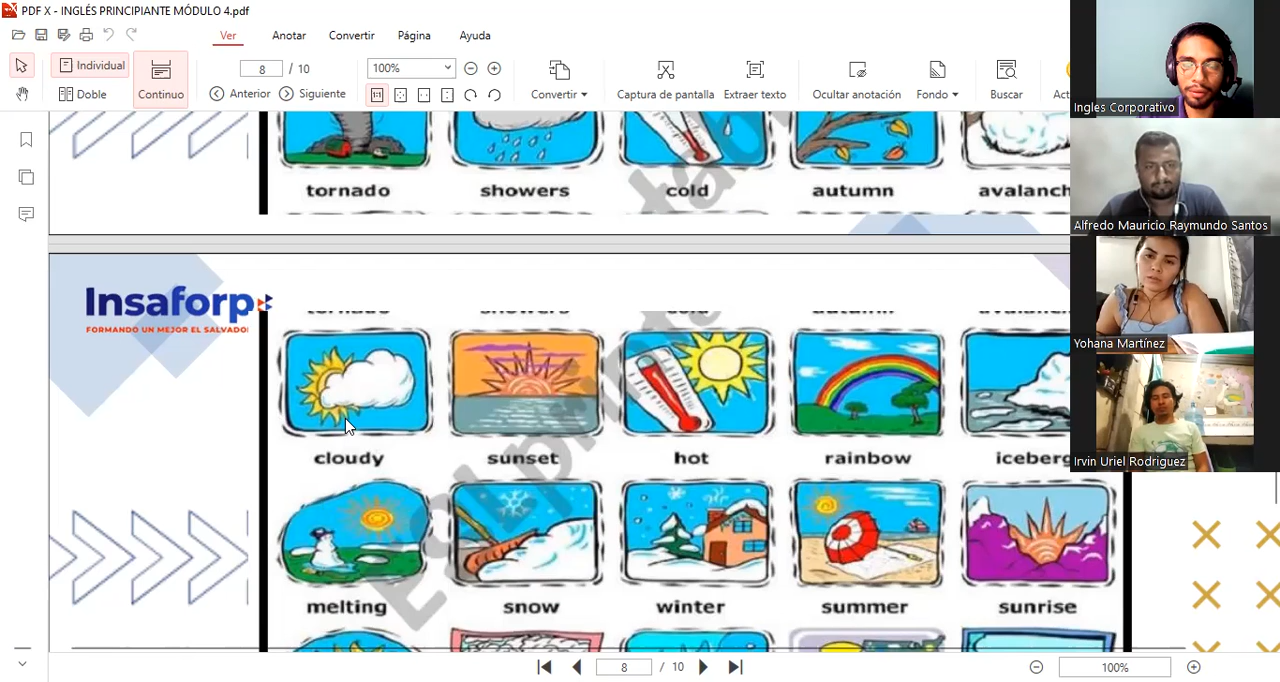 PDF X - INGLÉS PRINCIPIANTE MÓDULO 4.pdf
Ver Anotar Convertir Página Ayuda
Individual
Doble
Continuo
8 / 10
Anterior Siguiente
100%
Convertir
Captura de pantalla
Extraer texto
Ocultar anotación
Fondo
Buscar
Ingles Corporativo
Alfredo Mauricio Raymundo Santos
Yohana Martínez
Irvin Uriel Rodriguez
tornado showers cold autumn avalanch
Insaforp
FORMANDO UN MEJOR EL SALVADO
cloudy sunset hot rainbow iceberg
melting snow winter summer sunrise
8 / 10
100%